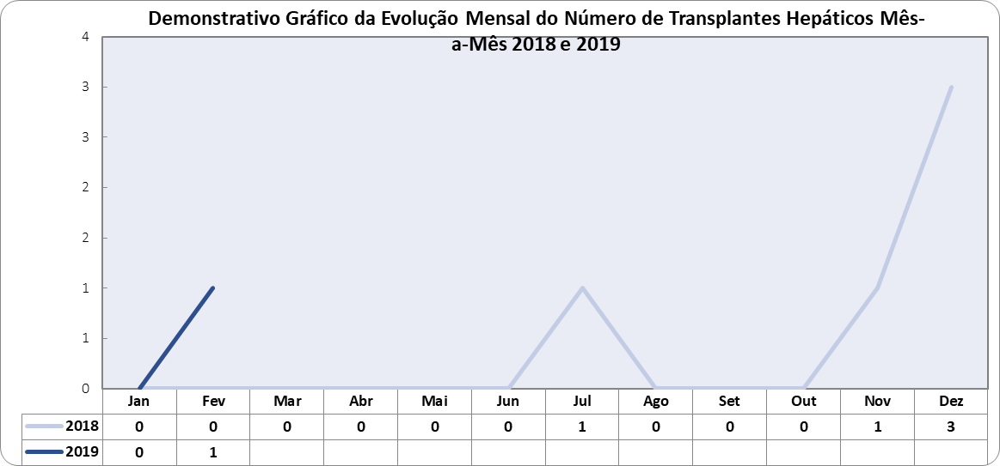 Demonstrativo Gráfico da Evolução Mensal do Número de Transplantes Hepáticos Mês-
a-Mês 2018 e 2019
4
3
3
2
2
1
1
0
Jan Fev Mar Abr Mai Jun Jul Ago Set Out Nov Dez
2018 0 0 0 0 0 0 1 0 0 0 1 3
2019 0 1